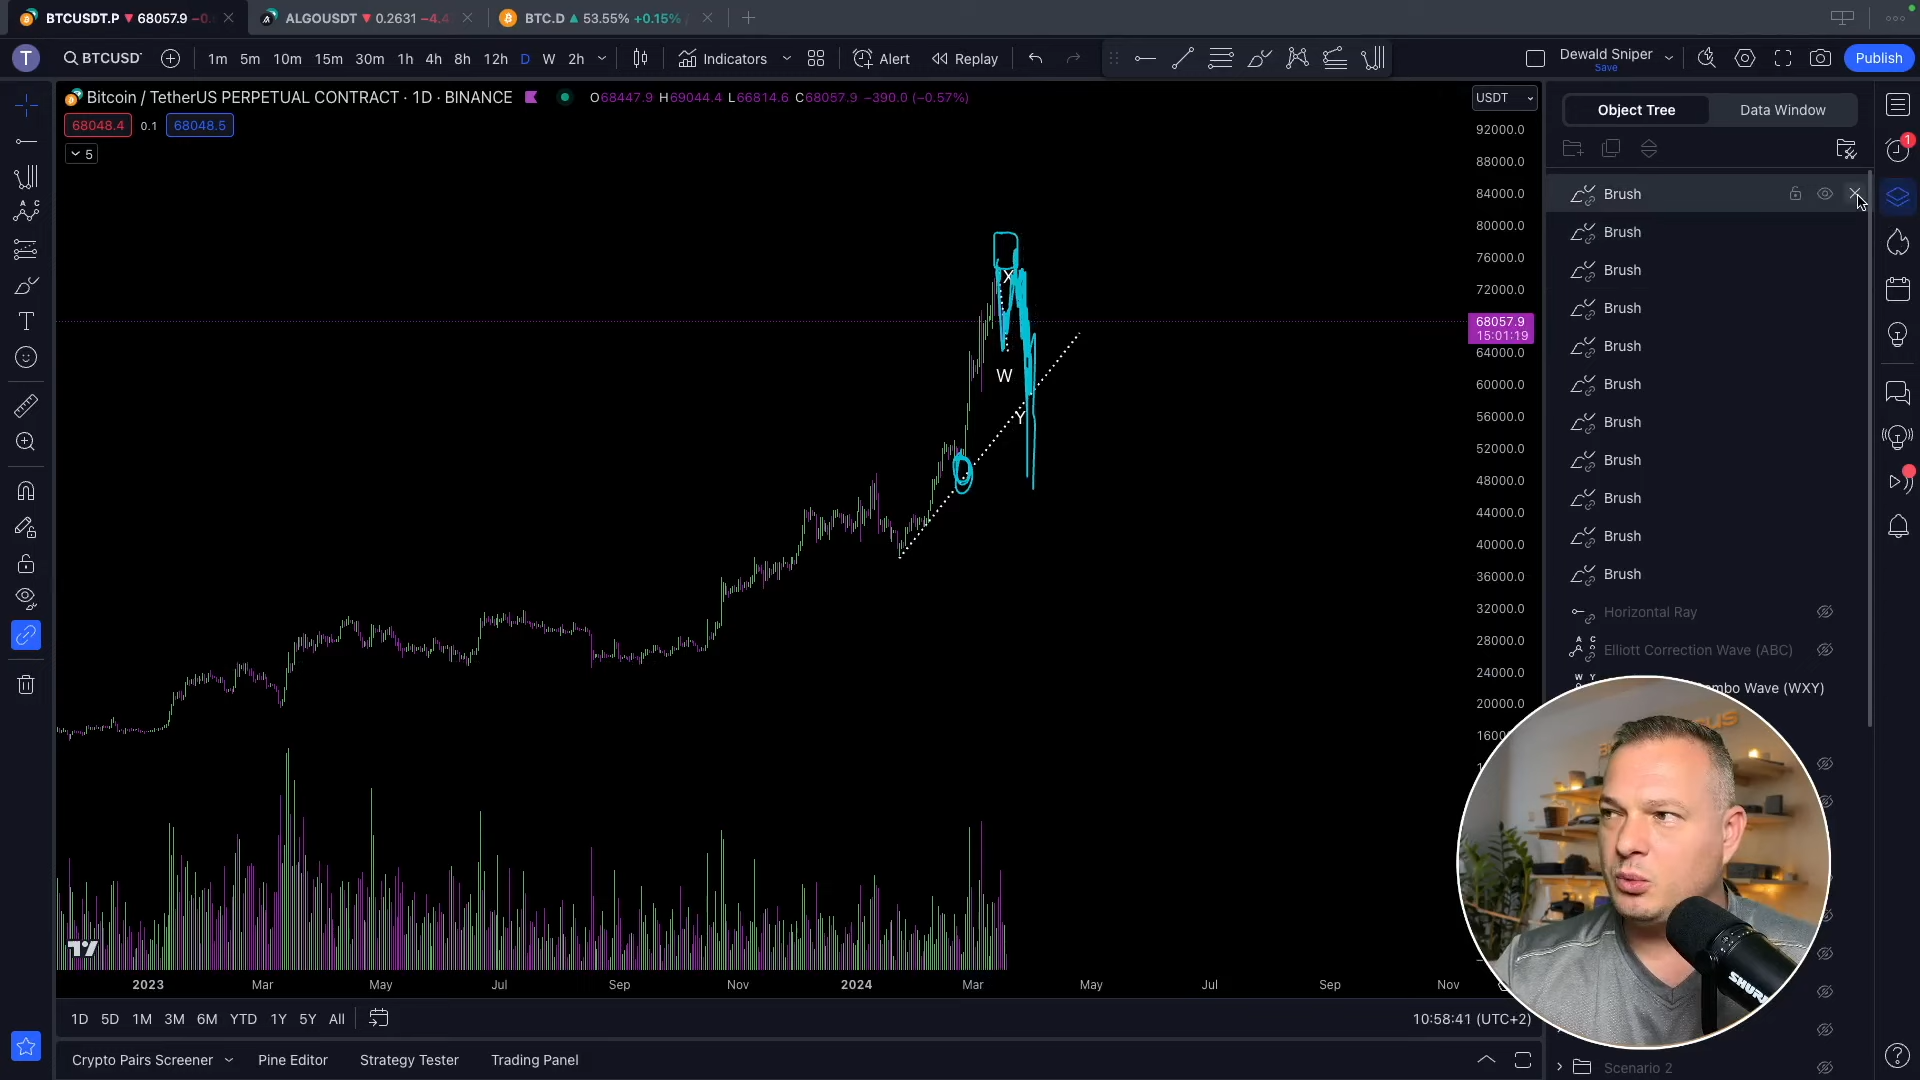 BTCUSDT.P ▼ 68057.9 −0.
ALGOUSDT ▼ 0.2631 −4.4
BTC.D ▲ 53.55% +0.15%
T BTCUSDT 1m 5m 10m 15m 30m 1h 4h 8h 12h D W 2h Indicators Alert Replay Dewald Sniper Save Publish
Bitcoin / TetherUS PERPETUAL CONTRACT · 1D · BINANCE O68447.9 H69044.4 L66814.6 C68057.9 −390.0 (−0.57%)
USDT
68048.4 0.1 68048.5
5
92000.0
88000.0
84000.0
80000.0
76000.0
72000.0
68057.9
15:01:19
64000.0
60000.0
56000.0
52000.0
48000.0
44000.0
40000.0
36000.0
32000.0
28000.0
24000.0
20000.0
1600
X
W
Y
2023 Mar May Jul Sep Nov 2024 Mar May Jul Sep Nov
1D 5D 1M 3M 6M YTD 1Y 5Y All
10:58:41 (UTC+2)
Crypto Pairs Screener Pine Editor Strategy Tester Trading Panel
Object Tree Data Window
1
Brush
Brush
Brush
Brush
Brush
Brush
Brush
Brush
Brush
Brush
Brush
Horizontal Ray
Elliott Correction Wave (ABC)
mbo Wave (WXY)
Scenario 2
SHURE